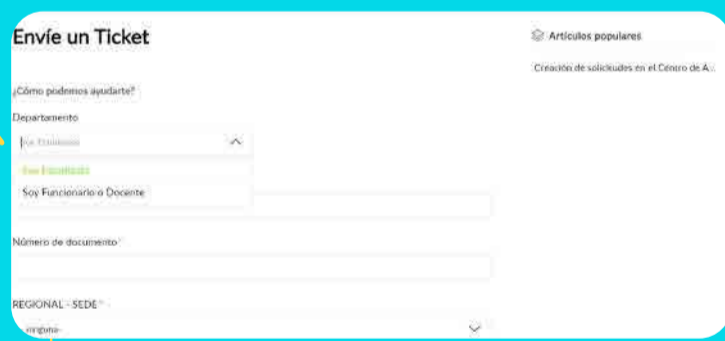 Envíe un Ticket
Artículos populares
Creación de solicitudes en el Centro de A...
¿Cómo podemos ayudarte?
Departamento
Soy Estudiante
Soy Estudiante
Soy Funcionario o Docente
Número de documento *
REGIONAL - SEDE *
-ninguno-